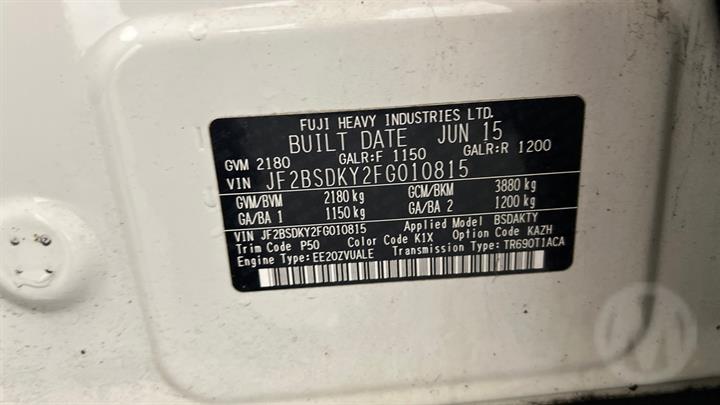 FUJI HEAVY INDUSTRIES LTD.
BUILT DATE JUN 15
GVM 2180 GALR:F 1150 GALR:R 1200
VIN JF2BSDKY2FG010815
GVM/BVM 2180 kg GCM/BKM 3880 kg
GA/BA 1 1150 kg GA/BA 2 1200 kg
VIN JF2BSDKY2FG010815 Applied Model BSDAKTY
Trim Code P50 Color Code K1X Option Code KAZH
Engine Type: EE20ZVUALE Transmission Type: TR690T1ACA